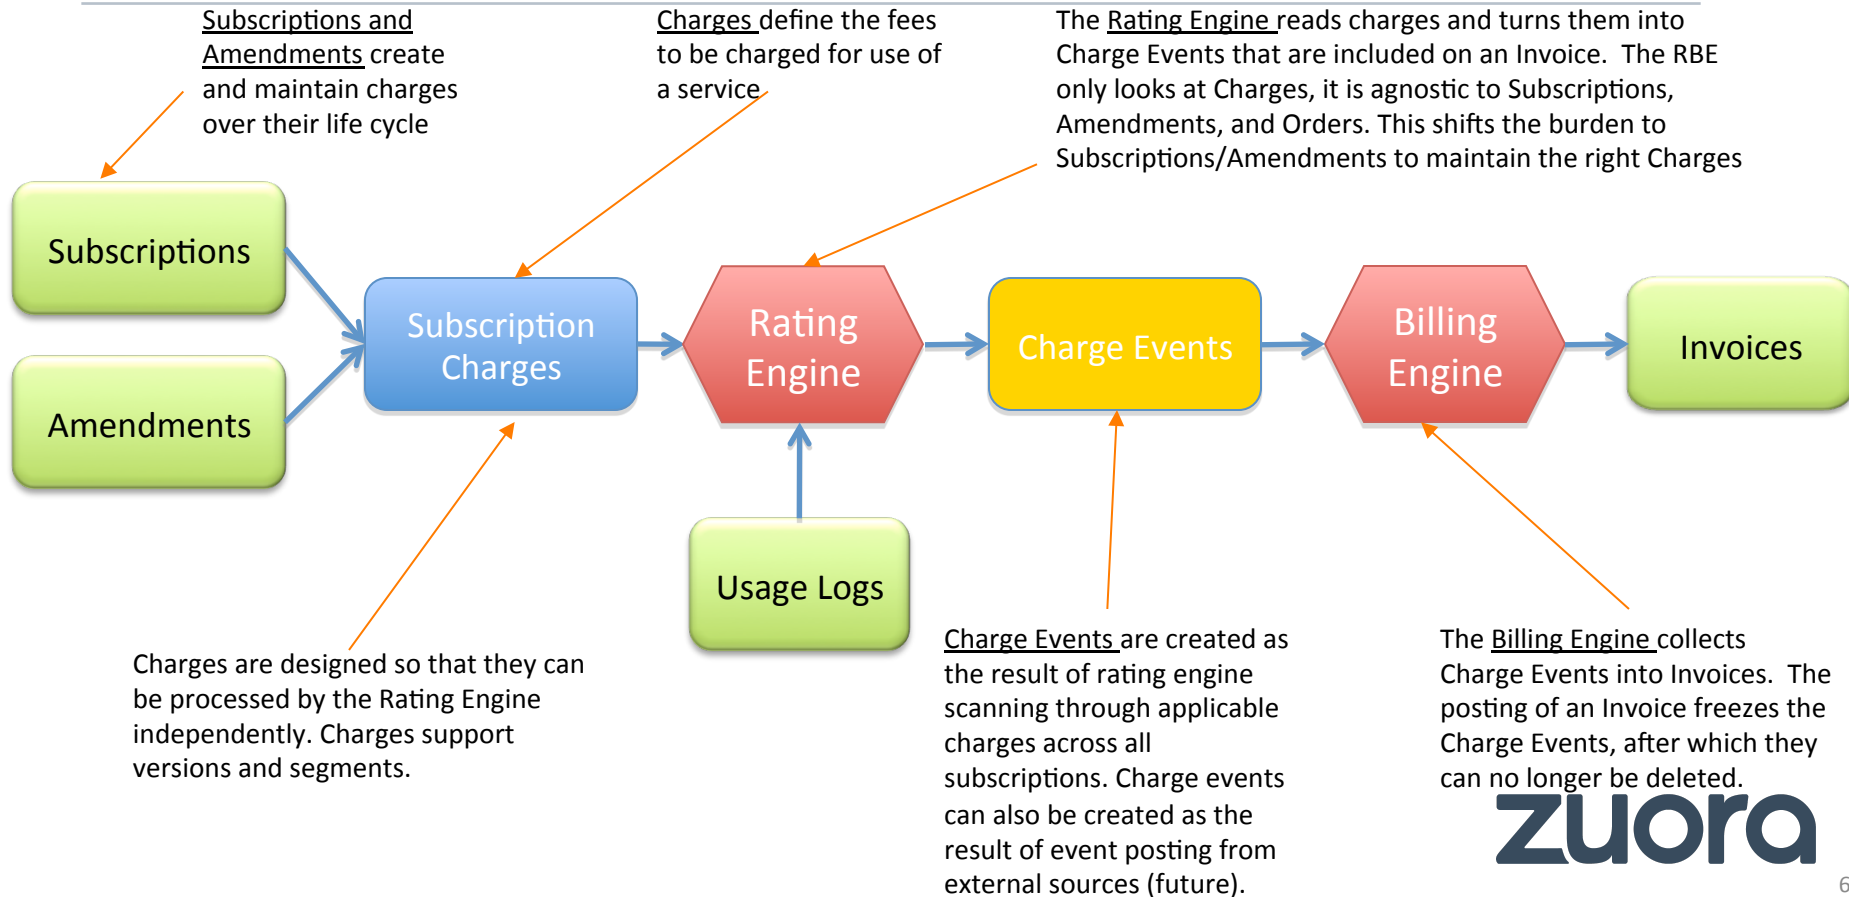 Subscriptions and
Amendments create
and maintain charges
over their life cycle
Charges define the fees
to be charged for use of
a service
The Rating Engine reads charges and turns them into
Charge Events that are included on an Invoice.  The RBE
only looks at Charges, it is agnostic to Subscriptions,
Amendments, and Orders. This shifts the burden to
Subscriptions/Amendments to maintain the right Charges
Subscriptions
Amendments
Subscription
Charges
Rating
Engine
Charge Events
Billing
Engine
Invoices
Usage Logs
Charges are designed so that they can
be processed by the Rating Engine
independently. Charges support
versions and segments.
Charge Events are created as
the result of rating engine
scanning through applicable
charges across all
subscriptions. Charge events
can also be created as the
result of event posting from
external sources (future).
The Billing Engine collects
Charge Events into Invoices.  The
posting of an Invoice freezes the
Charge Events, after which they
can no longer be deleted.
zuora
6